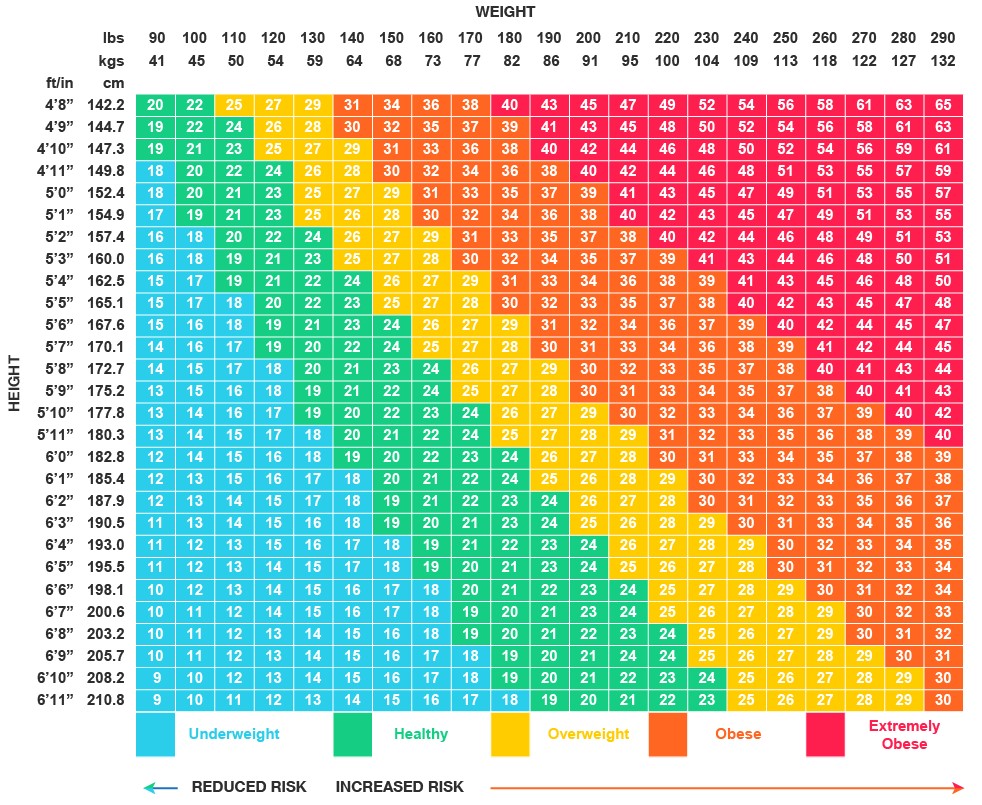 WEIGHT
lbs 90 100 110 120 130 140 150 160 170 180 190 200 210 220 230 240 250 260 270 280 290
kgs 41 45 50 54 59 64 68 73 77 82 86 91 95 100 104 109 113 118 122 127 132
ft/in cm
HEIGHT
4’8” 142.2 20 22 25 27 29 31 34 36 38 40 43 45 47 49 52 54 56 58 61 63 65
4’9” 144.7 19 22 24 26 28 30 32 35 37 39 41 43 45 48 50 52 54 56 58 61 63
4’10” 147.3 19 21 23 25 27 29 31 33 36 38 40 42 44 46 48 50 52 54 56 59 61
4’11” 149.8 18 20 22 24 26 28 30 32 34 36 38 40 42 44 46 48 51 53 55 57 59
5’0” 152.4 18 20 21 23 25 27 29 31 33 35 37 39 41 43 45 47 49 51 53 55 57
5’1” 154.9 17 19 21 23 25 26 28 30 32 34 36 38 40 42 43 45 47 49 51 53 55
5’2” 157.4 16 18 20 22 24 26 27 29 31 33 35 37 38 40 42 44 46 48 49 51 53
5’3” 160.0 16 18 19 21 23 25 27 28 30 32 34 35 37 39 41 43 44 46 48 50 51
5’4” 162.5 15 17 19 21 22 24 26 27 29 31 33 34 36 38 39 41 43 45 46 48 50
5’5” 165.1 15 17 18 20 22 23 25 27 28 30 32 33 35 37 38 40 42 43 45 47 48
5’6” 167.6 15 16 18 19 21 23 24 26 27 29 31 32 34 36 37 39 40 42 44 45 47
5’7” 170.1 14 16 17 19 20 22 24 25 27 28 30 31 33 34 36 38 39 41 42 44 45
5’8” 172.7 14 15 17 18 20 21 23 24 26 27 29 30 32 33 35 37 38 40 41 43 44
5’9” 175.2 13 15 16 18 19 21 22 24 25 27 28 30 31 33 34 35 37 38 40 41 43
5’10” 177.8 13 14 16 17 19 20 22 23 24 26 27 29 30 32 33 34 36 37 39 40 42
5’11” 180.3 13 14 15 17 18 20 21 22 24 25 27 28 29 31 32 33 35 36 38 39 40
6’0” 182.8 12 14 15 16 18 19 20 22 23 24 26 27 28 30 31 33 34 35 37 38 39
6’1” 185.4 12 13 15 16 17 18 20 21 22 24 25 26 28 29 30 32 33 34 36 37 38
6’2” 187.9 12 13 14 15 17 18 19 21 22 23 24 26 27 28 30 31 32 33 35 36 37
6’3” 190.5 11 13 14 15 16 18 19 20 21 23 24 25 26 28 29 30 31 33 34 35 36
6’4” 193.0 11 12 13 15 16 17 18 19 21 22 23 24 26 27 28 29 30 32 33 34 35
6’5” 195.5 11 12 13 14 15 17 18 19 20 21 23 24 25 26 27 28 30 31 32 33 34
6’6” 198.1 10 12 13 14 15 16 17 18 20 21 22 23 24 25 27 28 29 30 31 32 34
6’7” 200.6 10 11 12 14 15 16 17 18 19 20 21 23 24 25 26 27 28 29 30 32 33
6’8” 203.2 10 11 12 13 14 15 16 18 19 20 21 22 23 24 25 26 27 29 30 31 32
6’9” 205.7 10 11 12 13 14 15 16 17 18 19 20 21 24 24 25 26 27 28 29 30 31
6’10” 208.2 9 10 12 13 14 15 16 17 18 19 20 21 22 23 24 25 26 27 28 29 30
6’11” 210.8 9 10 11 12 13 14 15 16 17 18 19 20 21 22 23 25 26 27 28 29 30
Underweight Healthy Overweight Obese Extremely
Obese
REDUCED RISK INCREASED RISK